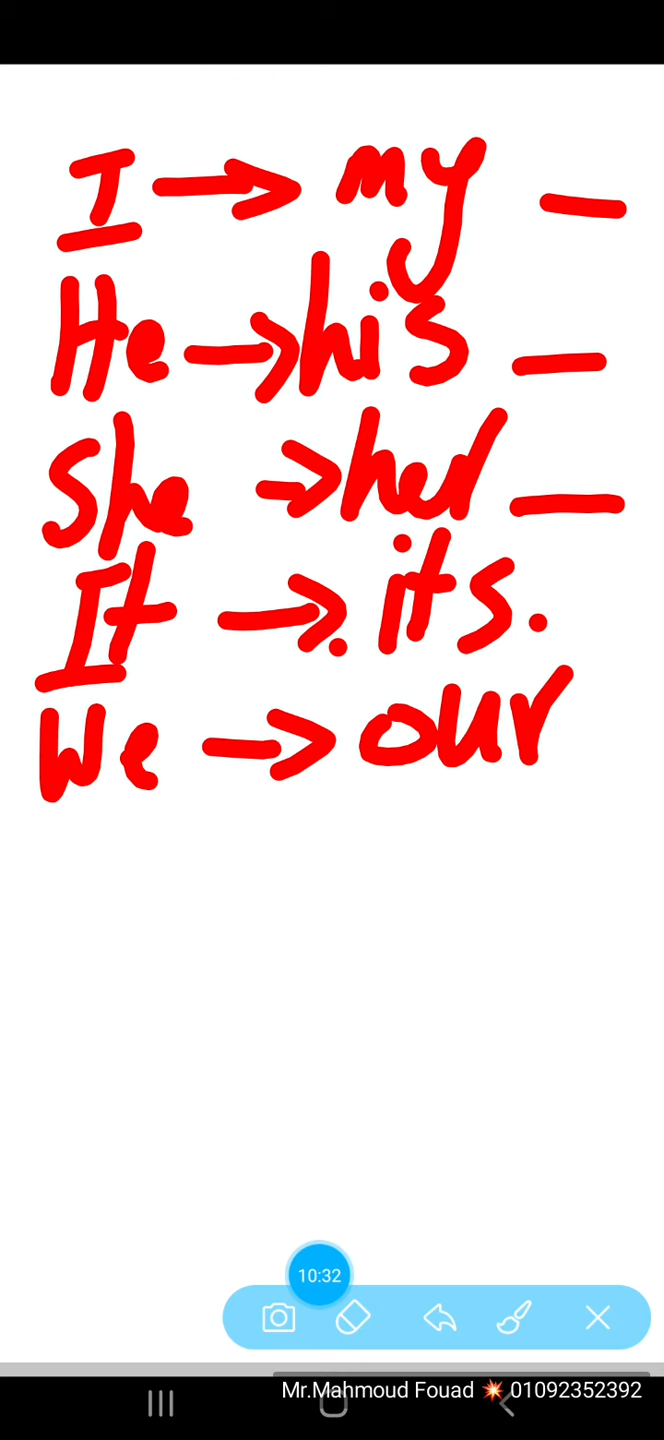 I → my —
He → his —
She → her —
It → its.
We → our
10:32
Mr.Mahmoud Fouad 💥 01092352392